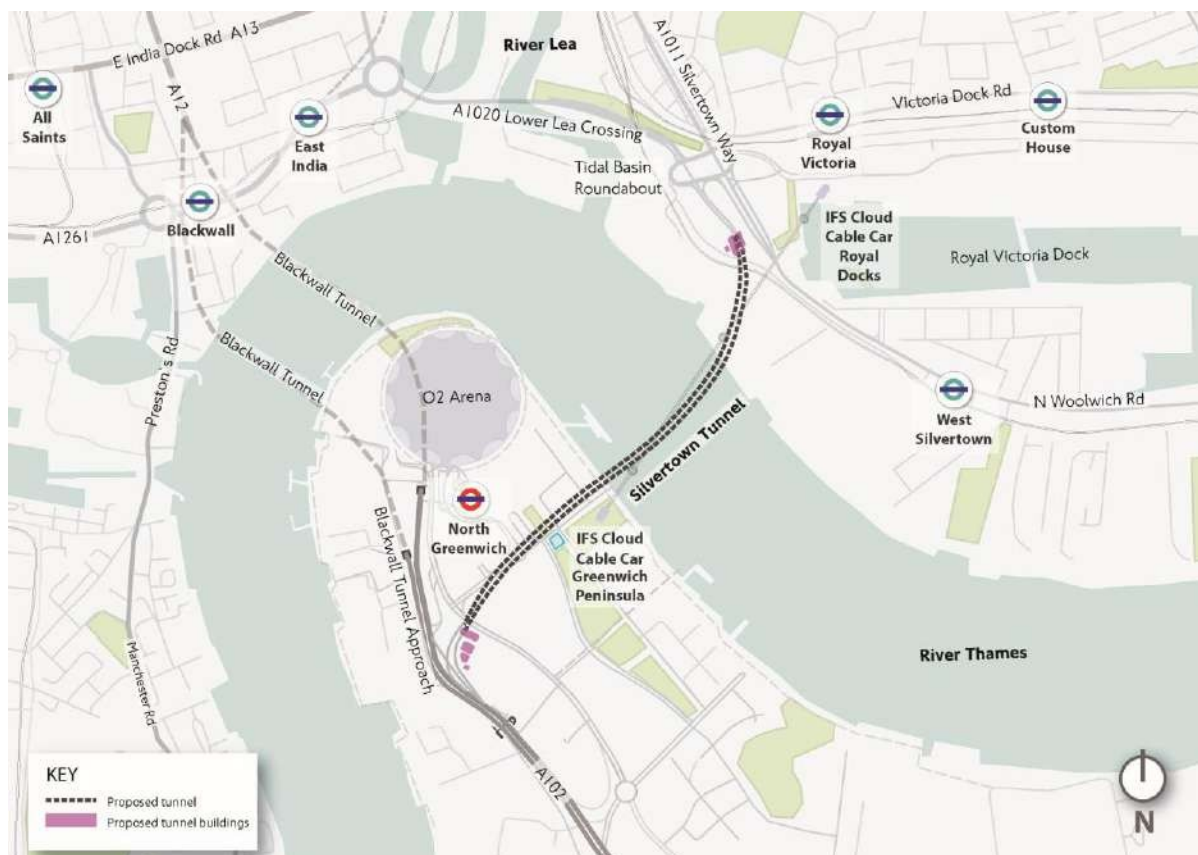 E India Dock Rd A13
River Lea
A1011 Silvertown Way
A12
All
Saints
East
India
A1020 Lower Lea Crossing
Victoria Dock Rd
Royal
Victoria
Custom
House
Tidal Basin
Roundabout
Blackwall
A1261
IFS Cloud
Cable Car
Royal
Docks
Royal Victoria Dock
Blackwall Tunnel
Blackwall Tunnel
Preston's Rd
O2 Arena
West
Silvertown
N Woolwich Rd
Silvertown Tunnel
North
Greenwich
Blackwall Tunnel Approach
IFS Cloud
Cable Car
Greenwich
Peninsula
Manchester Rd
River Thames
A102
KEY
Proposed tunnel
Proposed tunnel buildings
N